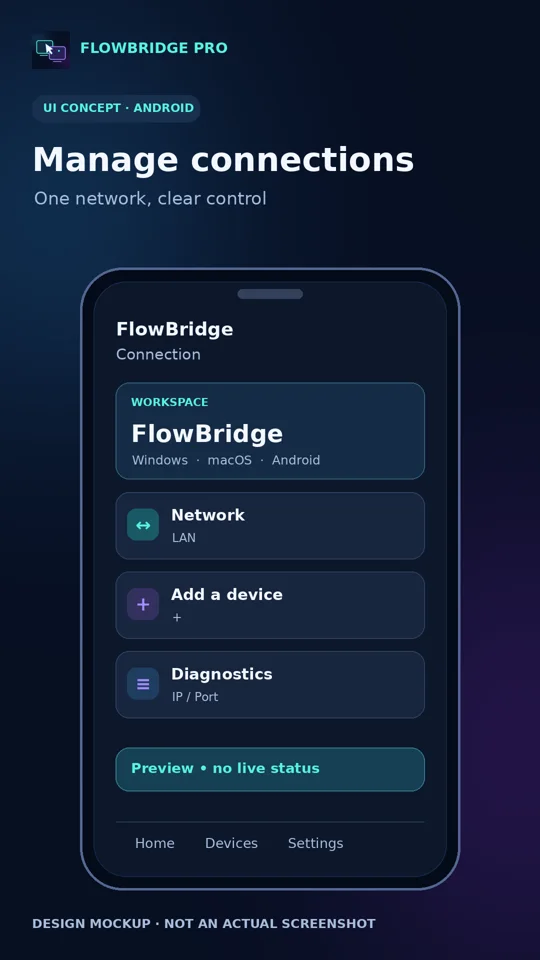 FLOWBRIDGE PRO
UI CONCEPT · ANDROID
Manage connections
One network, clear control
FlowBridge
Connection
WORKSPACE
FlowBridge
Windows · macOS · Android
Network
LAN
Add a device
+
Diagnostics
IP / Port
Preview • no live status
Home Devices Settings
DESIGN MOCKUP · NOT AN ACTUAL SCREENSHOT